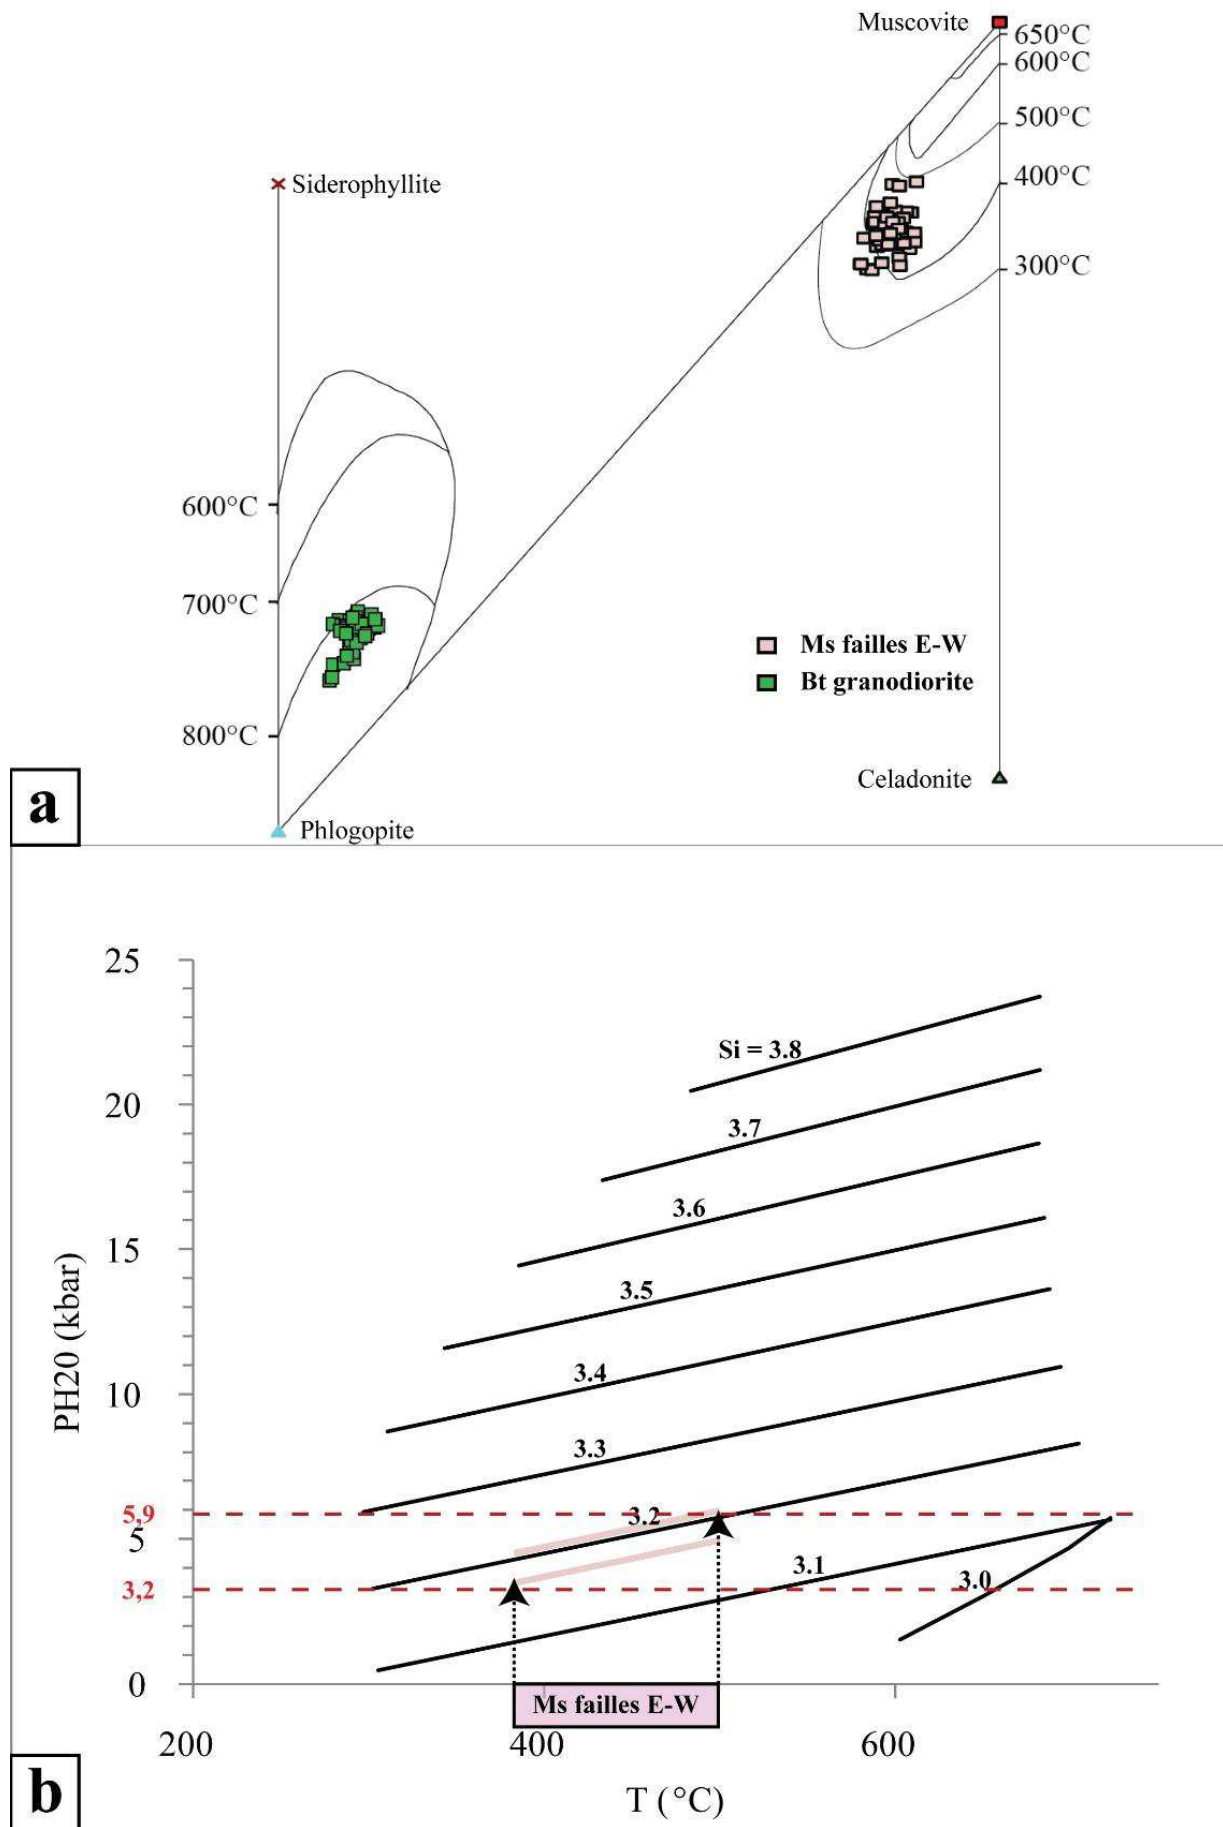 Muscovite
650°C
600°C
500°C
400°C
300°C
Siderophyllite
600°C
700°C
800°C
Ms failles E-W
Bt granodiorite
Celadonite
Phlogopite
a
25
20
15
10
5
0
5,9
3,2
PH20 (kbar)
Si = 3.8
3.7
3.6
3.5
3.4
3.3
3.2
3.1
3.0
Ms failles E-W
200
400
600
T (°C)
b